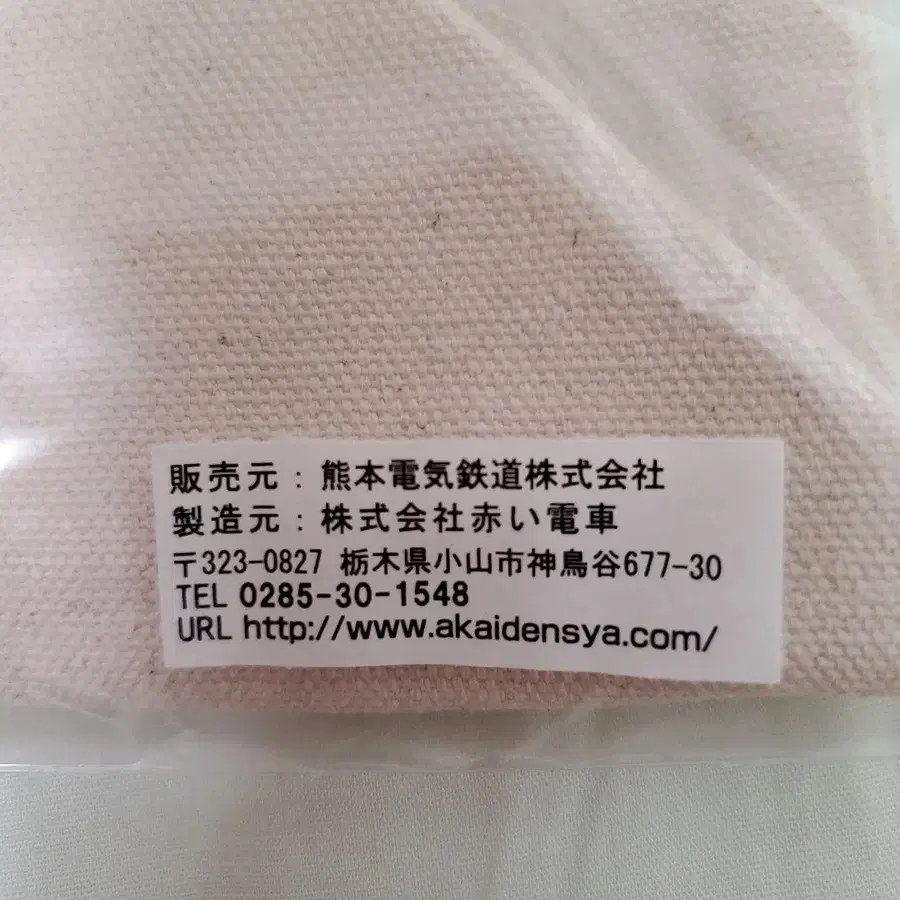 販売元：熊本電気鉄道株式会社
製造元：株式会社赤い電車
〒323-0827 栃木県小山市神鳥谷677-30
TEL 0285-30-1548
URL http://www.akaidensya.com/